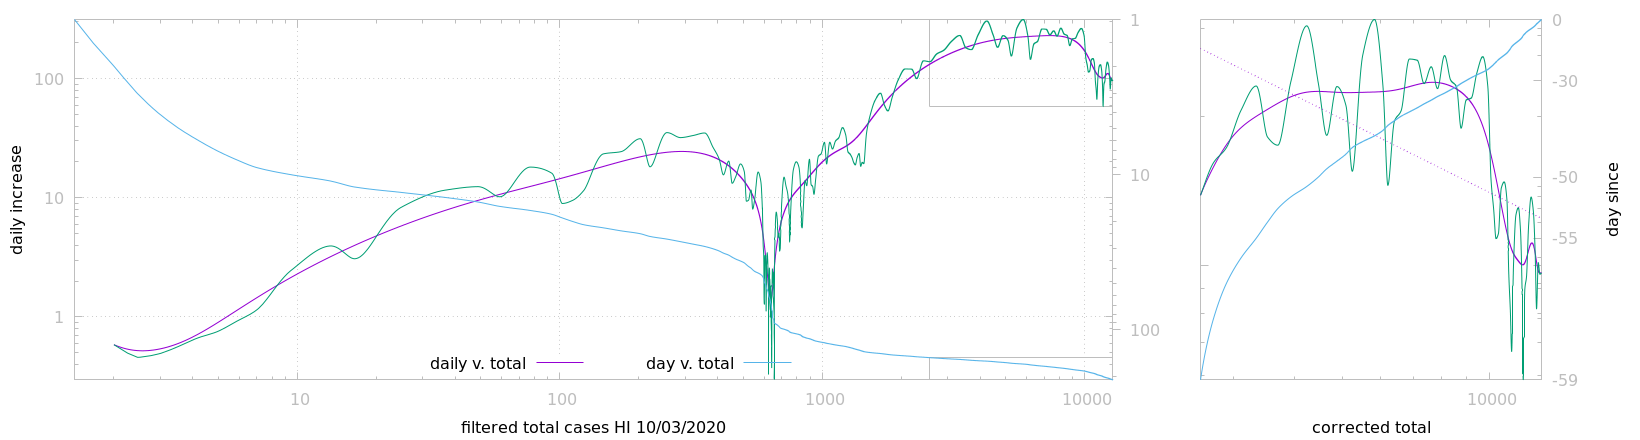 daily increase
100
10
1
10
100
1000
10000
1
10
100
daily v. total
day v. total
filtered total cases HI 10/03/2020
0
-30
-50
-55
-59
day since
10000
corrected total